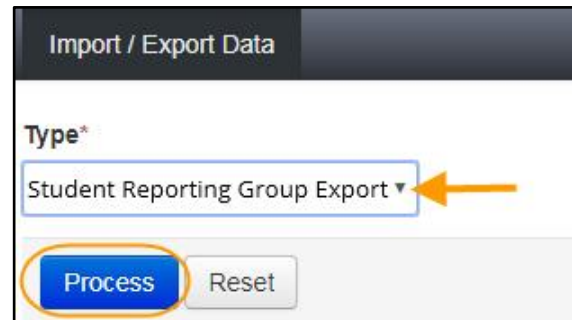 Import / Export Data
Type*
Student Reporting Group Export
Process Reset